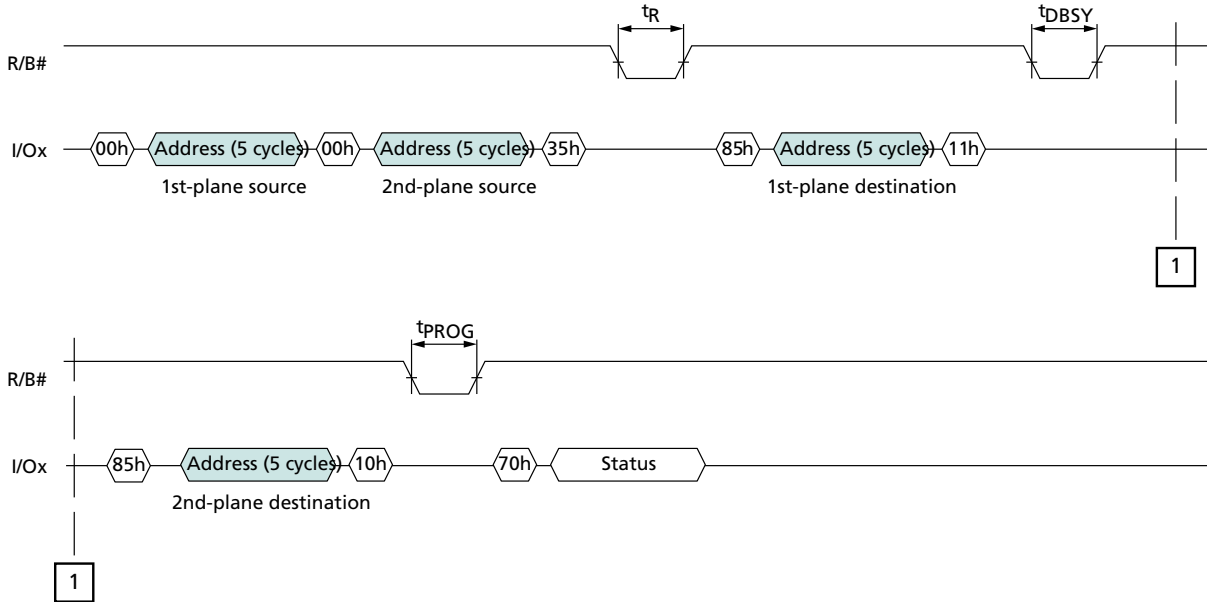 tR tDBSY
R/B#
I/Ox 00h Address (5 cycles) 00h Address (5 cycles) 35h 85h Address (5 cycles) 11h
1st-plane source 2nd-plane source 1st-plane destination
1
tPROG
R/B#
I/Ox 85h Address (5 cycles) 10h 70h Status
2nd-plane destination
1